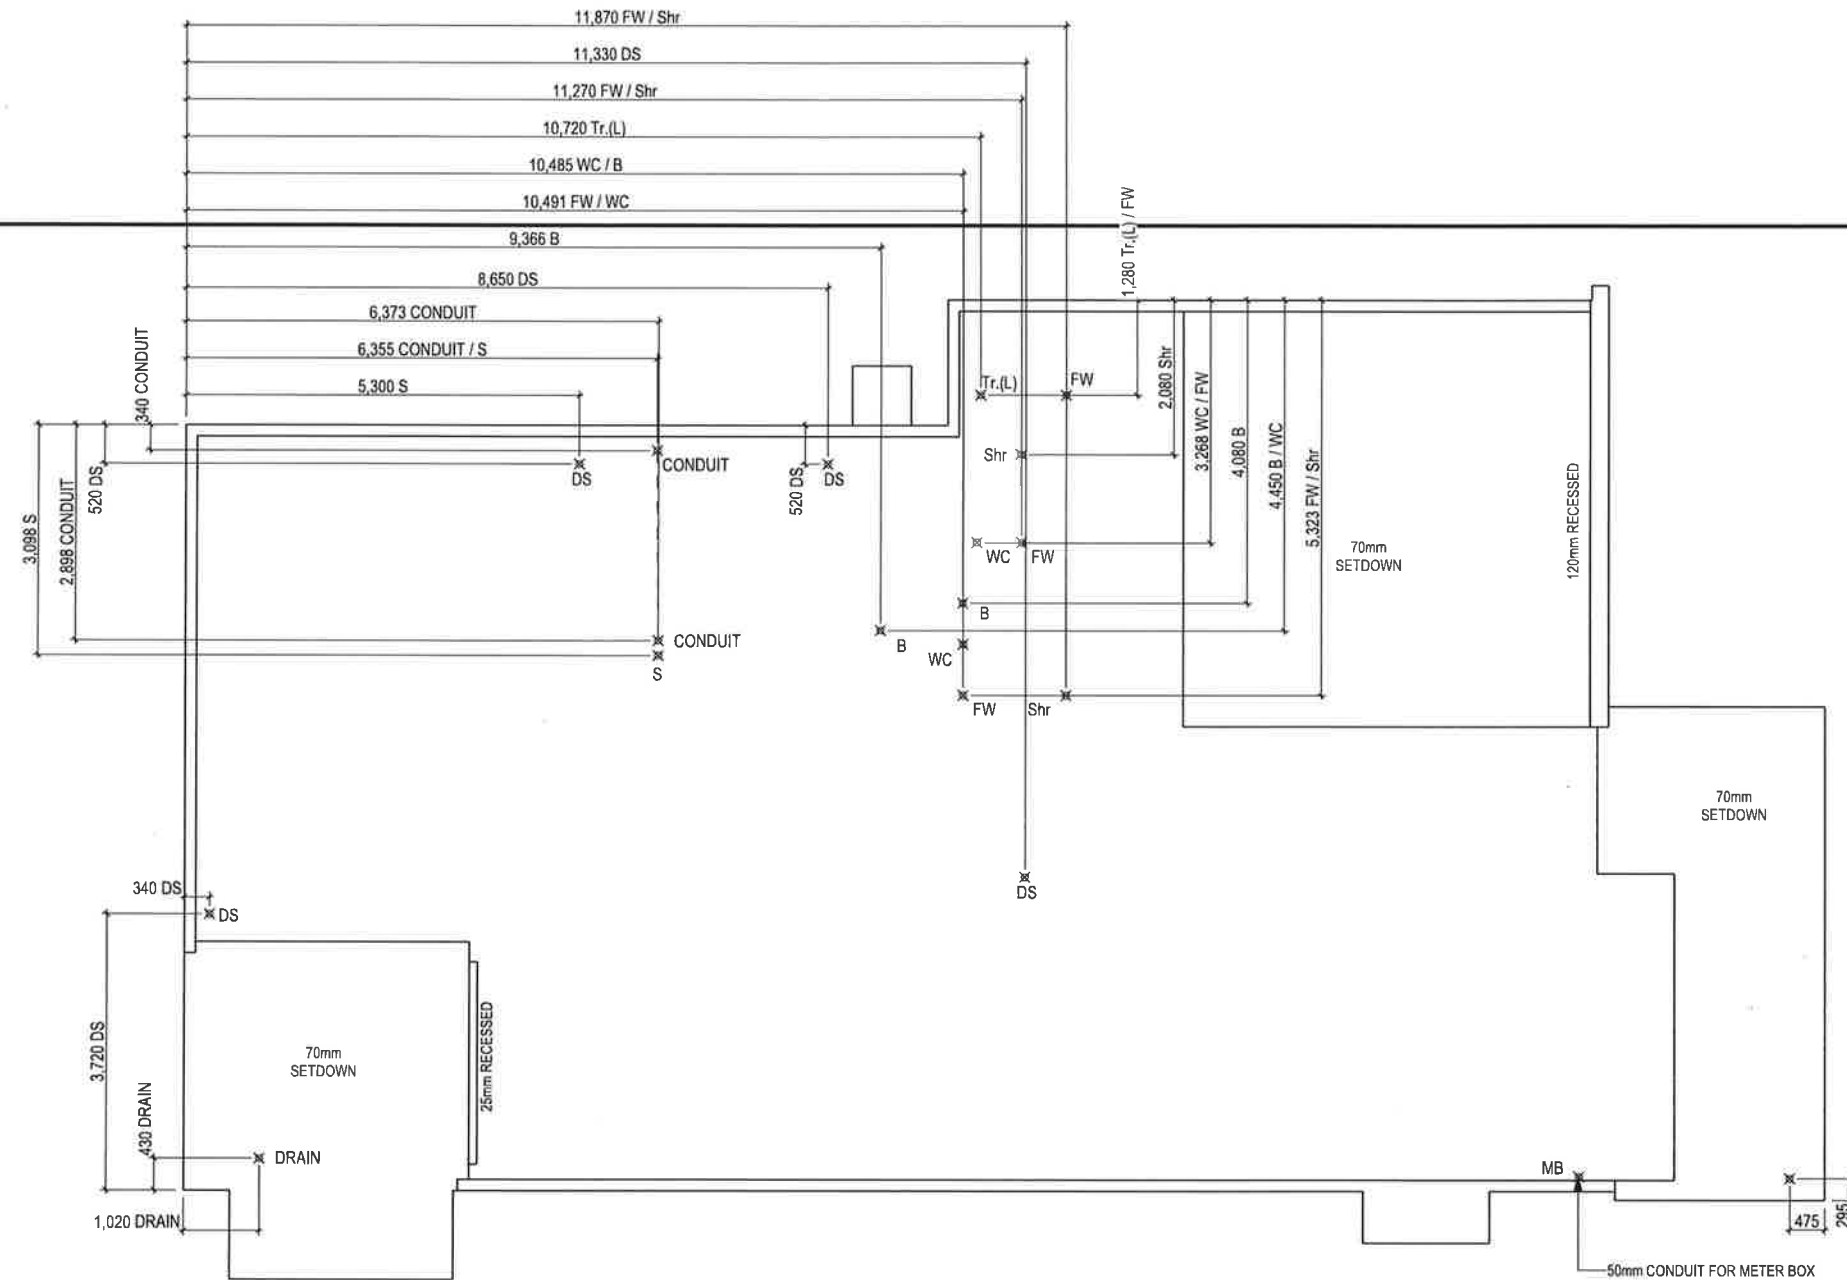 11,870 FW / Shr
11,330 DS
11,270 FW / Shr
10,720 Tr.(L)
10,485 WC / B
10,491 FW / WC
9,366 B
8,650 DS
6,373 CONDUIT
6,355 CONDUIT / S
5,300 S
340 CONDUIT
520 DS
2,898 CONDUIT
3,098 S
1,280 Tr.(L) / FW
2,080 Shr
3,268 WC / FW
4,080 B
4,450 B / WC
5,323 FW / Shr
Tr.(L)
FW
Shr
CONDUIT
DS
520 DS
DS
WC
FW
70mm
SETDOWN
120mm RECESSED
B
CONDUIT
B
WC
S
FW
Shr
70mm
SETDOWN
DS
340 DS
DS
3,720 DS
25mm RECESSED
70mm
SETDOWN
430 DRAIN
DRAIN
MB
1,020 DRAIN
475
295
50mm CONDUIT FOR METER BOX